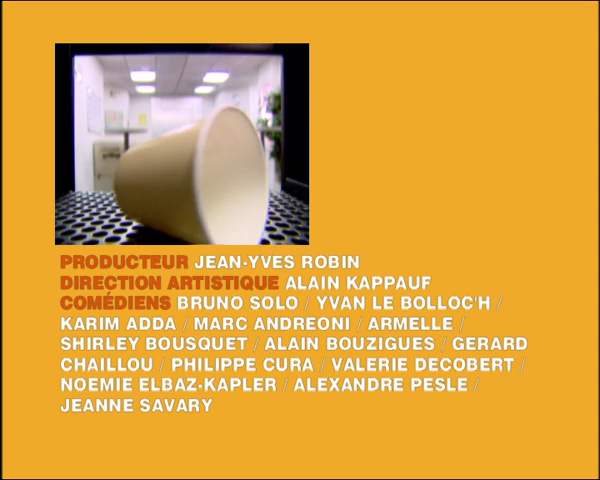 PRODUCTEUR JEAN-YVES ROBIN
DIRECTION ARTISTIQUE ALAIN KAPPAUF
COMÉDIENS BRUNO SOLO / YVAN LE BOLLOC'H /
KARIM ADDA / MARC ANDREONI / ARMELLE /
SHIRLEY BOUSQUET / ALAIN BOUZIGUES / GERARD
CHAILLOU / PHILIPPE CURA / VALERIE DECOBERT /
NOEMIE ELBAZ-KAPLER / ALEXANDRE PESLE /
JEANNE SAVARY